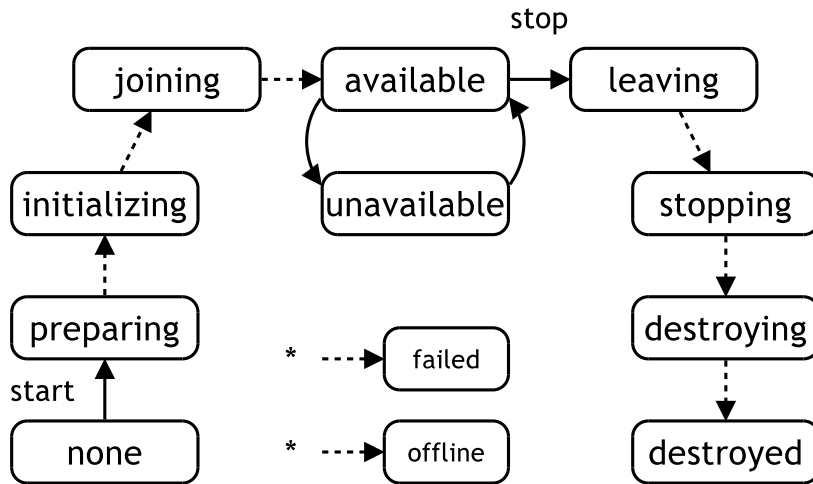 stop
joining
available
leaving
initializing
unavailable
stopping
preparing
destroying
* failed
start
none
* offline
destroyed